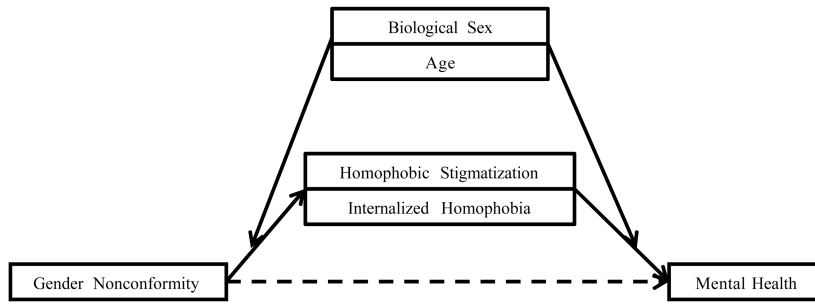 Biological Sex
Age
Homophobic Stigmatization
Internalized Homophobia
Gender Nonconformity
Mental Health